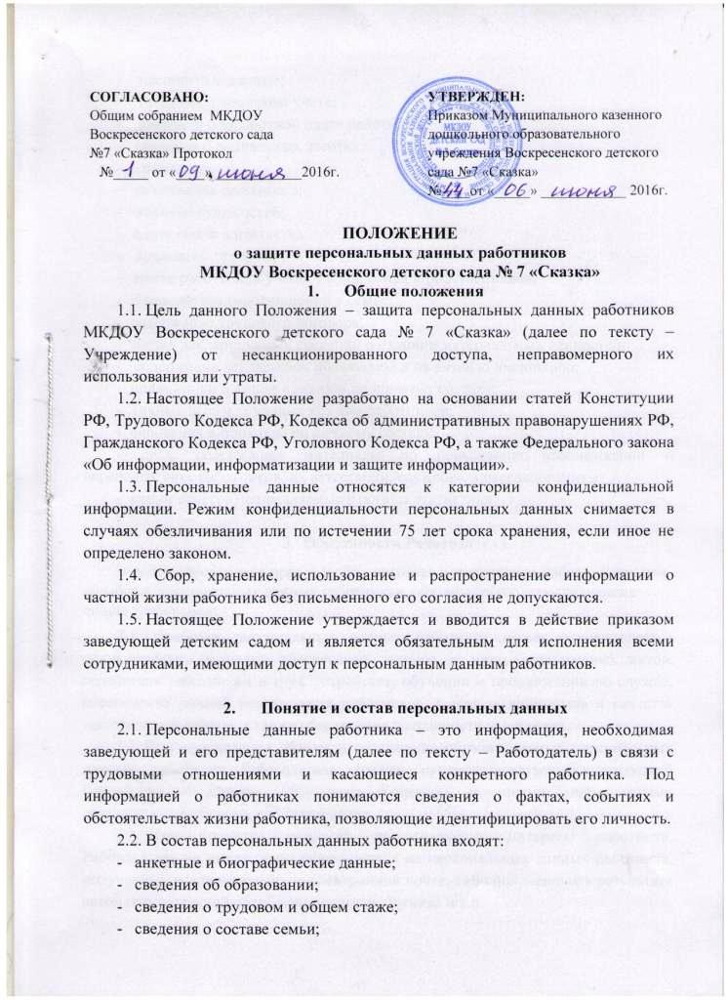 СОГЛАСОВАНО:
Общим собранием МКДОУ
Воскресенского детского сада
№7 «Сказка» Протокол
№ 1 от « 09 » июня 2016г.
УТВЕРЖДЕН:
Приказом Муниципального казенного
дошкольного образовательного
учреждения Воскресенского детского
сада №7 «Сказка»
№ 44 от « 06 » июня 2016г.
МКДОУ
ДЕТСКИЙ САД
ПОЛОЖЕНИЕ
о защите персональных данных работников
МКДОУ Воскресенского детского сада № 7 «Сказка»
1. Общие положения
1.1. Цель данного Положения – защита персональных данных работников
МКДОУ Воскресенского детского сада № 7 «Сказка» (далее по тексту –
Учреждение) от несанкционированного доступа, неправомерного их
использования или утраты.
1.2. Настоящее Положение разработано на основании статей Конституции
РФ, Трудового Кодекса РФ, Кодекса об административных правонарушениях РФ,
Гражданского Кодекса РФ, Уголовного Кодекса РФ, а также Федерального закона
«Об информации, информатизации и защите информации».
1.3. Персональные данные относятся к категории конфиденциальной
информации. Режим конфиденциальности персональных данных снимается в
случаях обезличивания или по истечении 75 лет срока хранения, если иное не
определено законом.
1.4. Сбор, хранение, использование и распространение информации о
частной жизни работника без письменного его согласия не допускаются.
1.5. Настоящее Положение утверждается и вводится в действие приказом
заведующей детским садом и является обязательным для исполнения всеми
сотрудниками, имеющими доступ к персональным данным работников.
2. Понятие и состав персональных данных
2.1. Персональные данные работника – это информация, необходимая
заведующей и его представителям (далее по тексту – Работодатель) в связи с
трудовыми отношениями и касающиеся конкретного работника. Под
информацией о работниках понимаются сведения о фактах, событиях и
обстоятельствах жизни работника, позволяющие идентифицировать его личность.
2.2. В состав персональных данных работника входят:
- анкетные и биографические данные;
- сведения об образовании;
- сведения о трудовом и общем стаже;
- сведения о составе семьи;